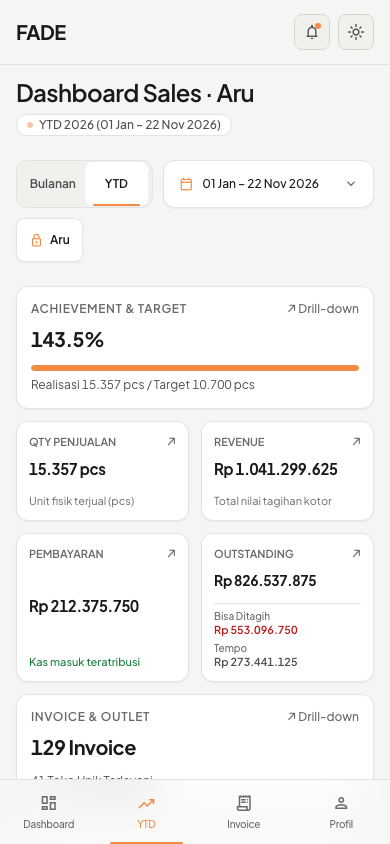 FADE
Dashboard Sales · Aru
YTD 2026 (01 Jan – 22 Nov 2026)
Bulanan
YTD
01 Jan – 22 Nov 2026
Aru
ACHIEVEMENT & TARGET
Drill-down
143.5%
Realisasi 15.357 pcs / Target 10.700 pcs
QTY PENJUALAN
15.357 pcs
Unit fisik terjual (pcs)
REVENUE
Rp 1.041.299.625
Total nilai tagihan kotor
PEMBAYARAN
Rp 212.375.750
Kas masuk teratribusi
OUTSTANDING
Rp 826.537.875
Bisa Ditagih
Rp 553.096.750
Tempo
Rp 273.441.125
INVOICE & OUTLET
Drill-down
129 Invoice
41 Toko Unik Terlayani
Dashboard
YTD
Invoice
Profil